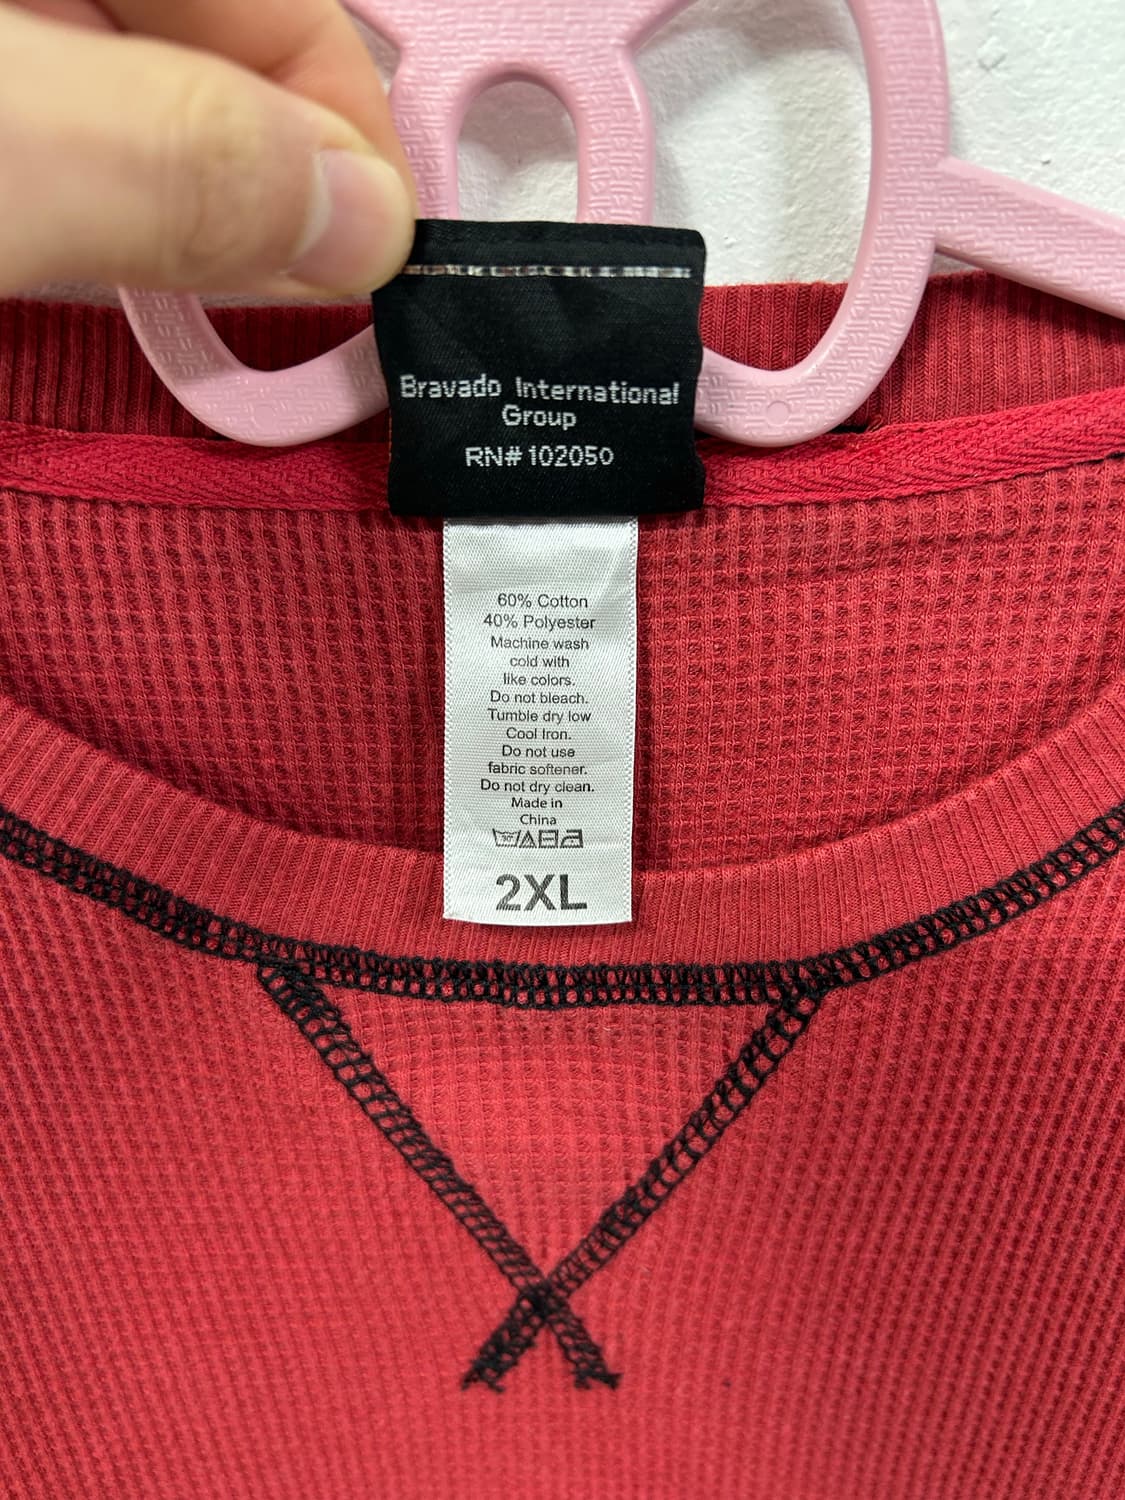 Bravado International
Group
RN# 102050
60% Cotton
40% Polyester
Machine wash
cold with
like colors.
Do not bleach.
Tumble dry low
Cool Iron.
Do not use
fabric softener.
Do not dry clean.
Made in
China
2XL